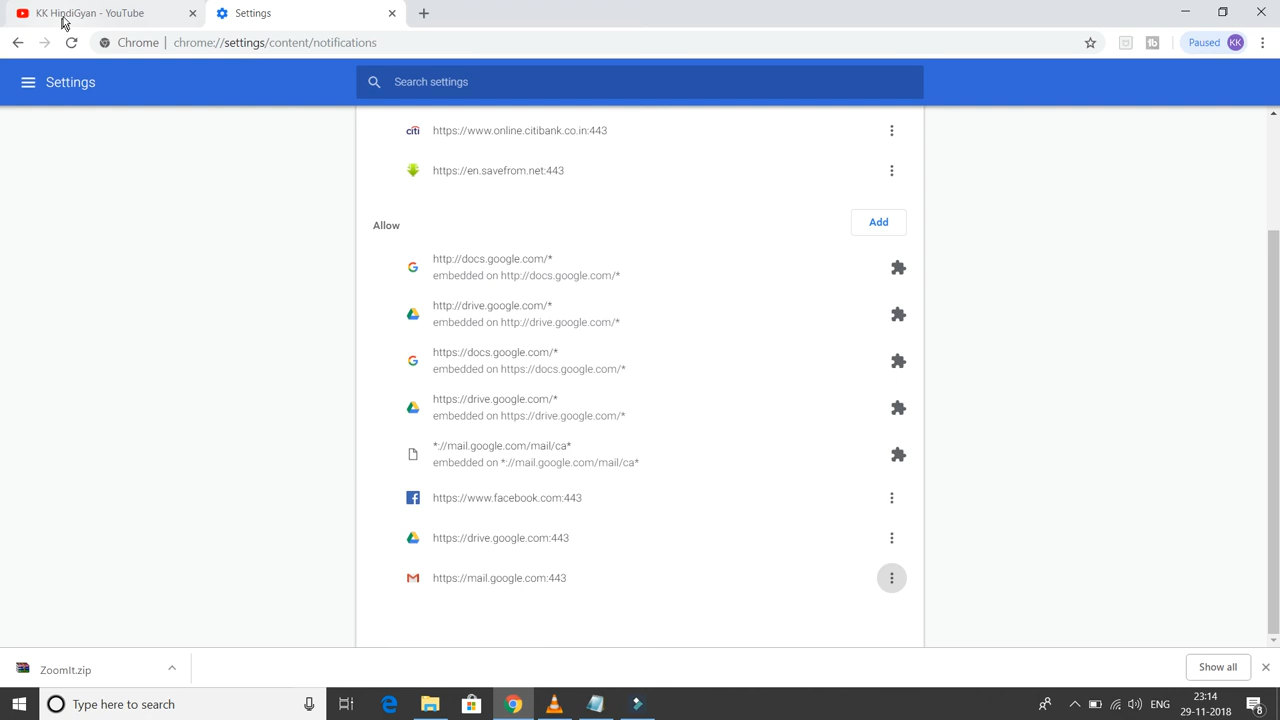 KK HindiGyan - YouTube
Settings
Chrome
chrome://settings/content/notifications
Paused
KK
Settings
Search settings
citi
https://www.online.citibank.co.in:443
https://en.savefrom.net:443
Allow
Add
http://docs.google.com/*
embedded on http://docs.google.com/*
http://drive.google.com/*
embedded on http://drive.google.com/*
https://docs.google.com/*
embedded on https://docs.google.com/*
https://drive.google.com/*
embedded on https://drive.google.com/*
*://mail.google.com/mail/ca*
embedded on *://mail.google.com/mail/ca*
https://www.facebook.com:443
https://drive.google.com:443
https://mail.google.com:443
ZoomIt.zip
Show all
Type here to search
ENG
23:14
29-11-2018
8